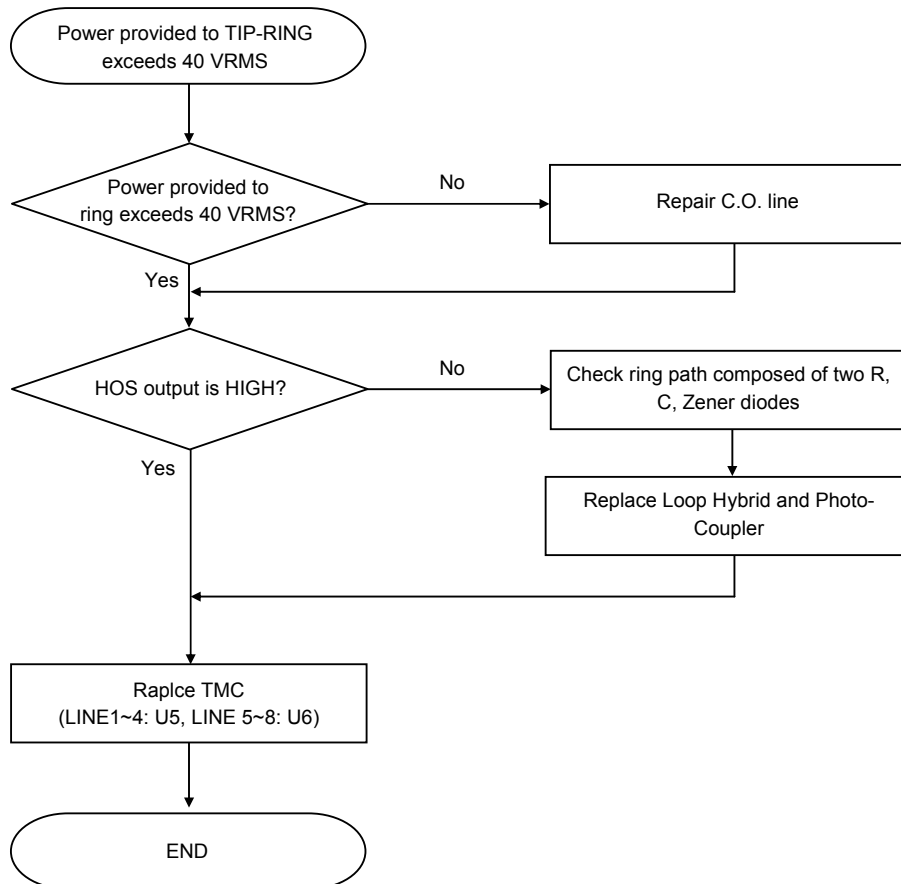 Power provided to TIP-RING
exceeds 40 VRMS
Power provided to
ring exceeds 40 VRMS?
No
Repair C.O. line
Yes
HOS output is HIGH?
No
Check ring path composed of two R,
C, Zener diodes
Yes
Replace Loop Hybrid and Photo-
Coupler
Raplce TMC
(LINE1~4: U5, LINE 5~8: U6)
END